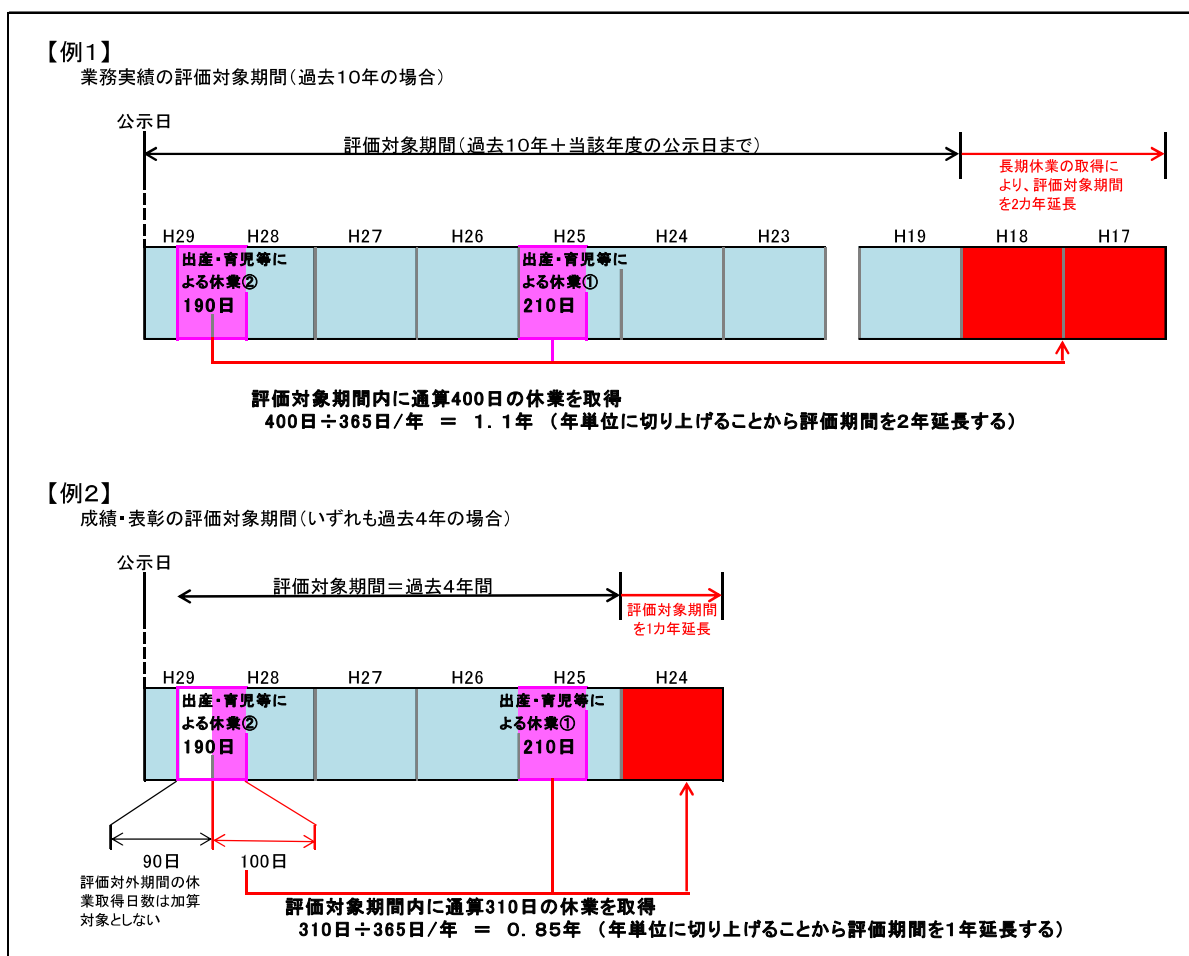 【例1】
業務実績の評価対象期間(過去10年の場合)
公示日
評価対象期間(過去10年+当該年度の公示日まで)
長期休業の取得に
より、評価対象期間
を2カ年延長
H29 H28 H27 H26 H25 H24 H23 H19 H18 H17
出産・育児等に
よる休業②
190日
出産・育児等に
よる休業①
210日
評価対象期間内に通算400日の休業を取得
400日÷365日/年 = 1.1年 (年単位に切り上げることから評価期間を2年延長する)
【例2】
成績・表彰の評価対象期間(いずれも過去4年の場合)
公示日
評価対象期間=過去4年間
評価対象期間
を1カ年延長
H29 H28 H27 H26 H25 H24
出産・育児等に
よる休業②
190日
出産・育児等に
よる休業①
210日
90日 100日
評価対外期間の休
業取得日数は加算
対象としない
評価対象期間内に通算310日の休業を取得
310日÷365日/年 = 0.85年 (年単位に切り上げることから評価期間を1年延長する)